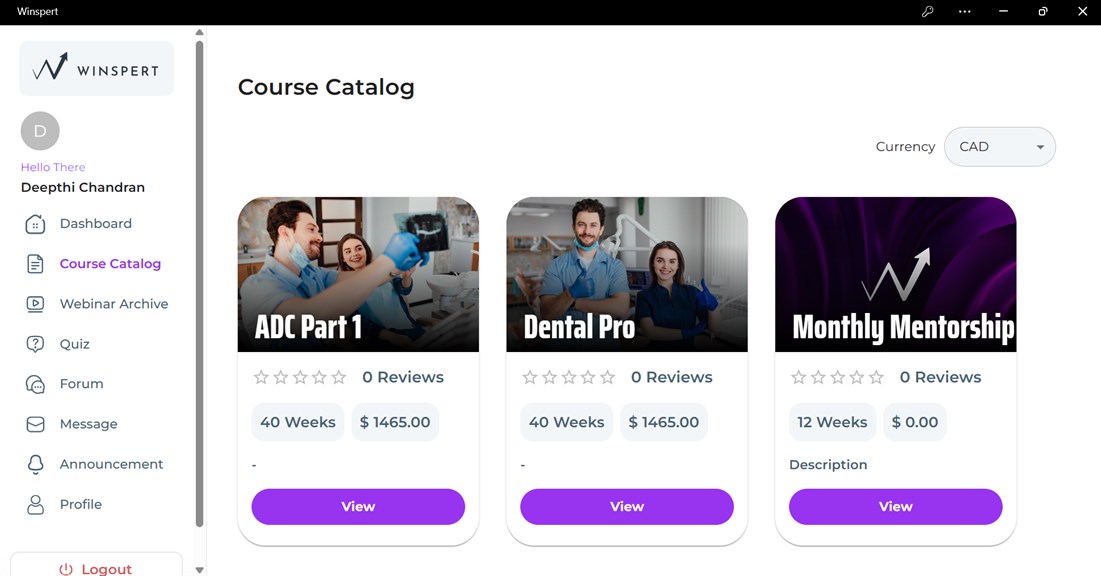 Winspert
WINSPERT
D
Hello There
Deepthi Chandran
Dashboard
Course Catalog
Webinar Archive
Quiz
Forum
Message
Announcement
Profile
Logout
Course Catalog
Currency CAD
ADC Part 1
0 Reviews
40 Weeks $ 1465.00
-
View
Dental Pro
0 Reviews
40 Weeks $ 1465.00
-
View
Monthly Mentorship
0 Reviews
12 Weeks $ 0.00
Description
View